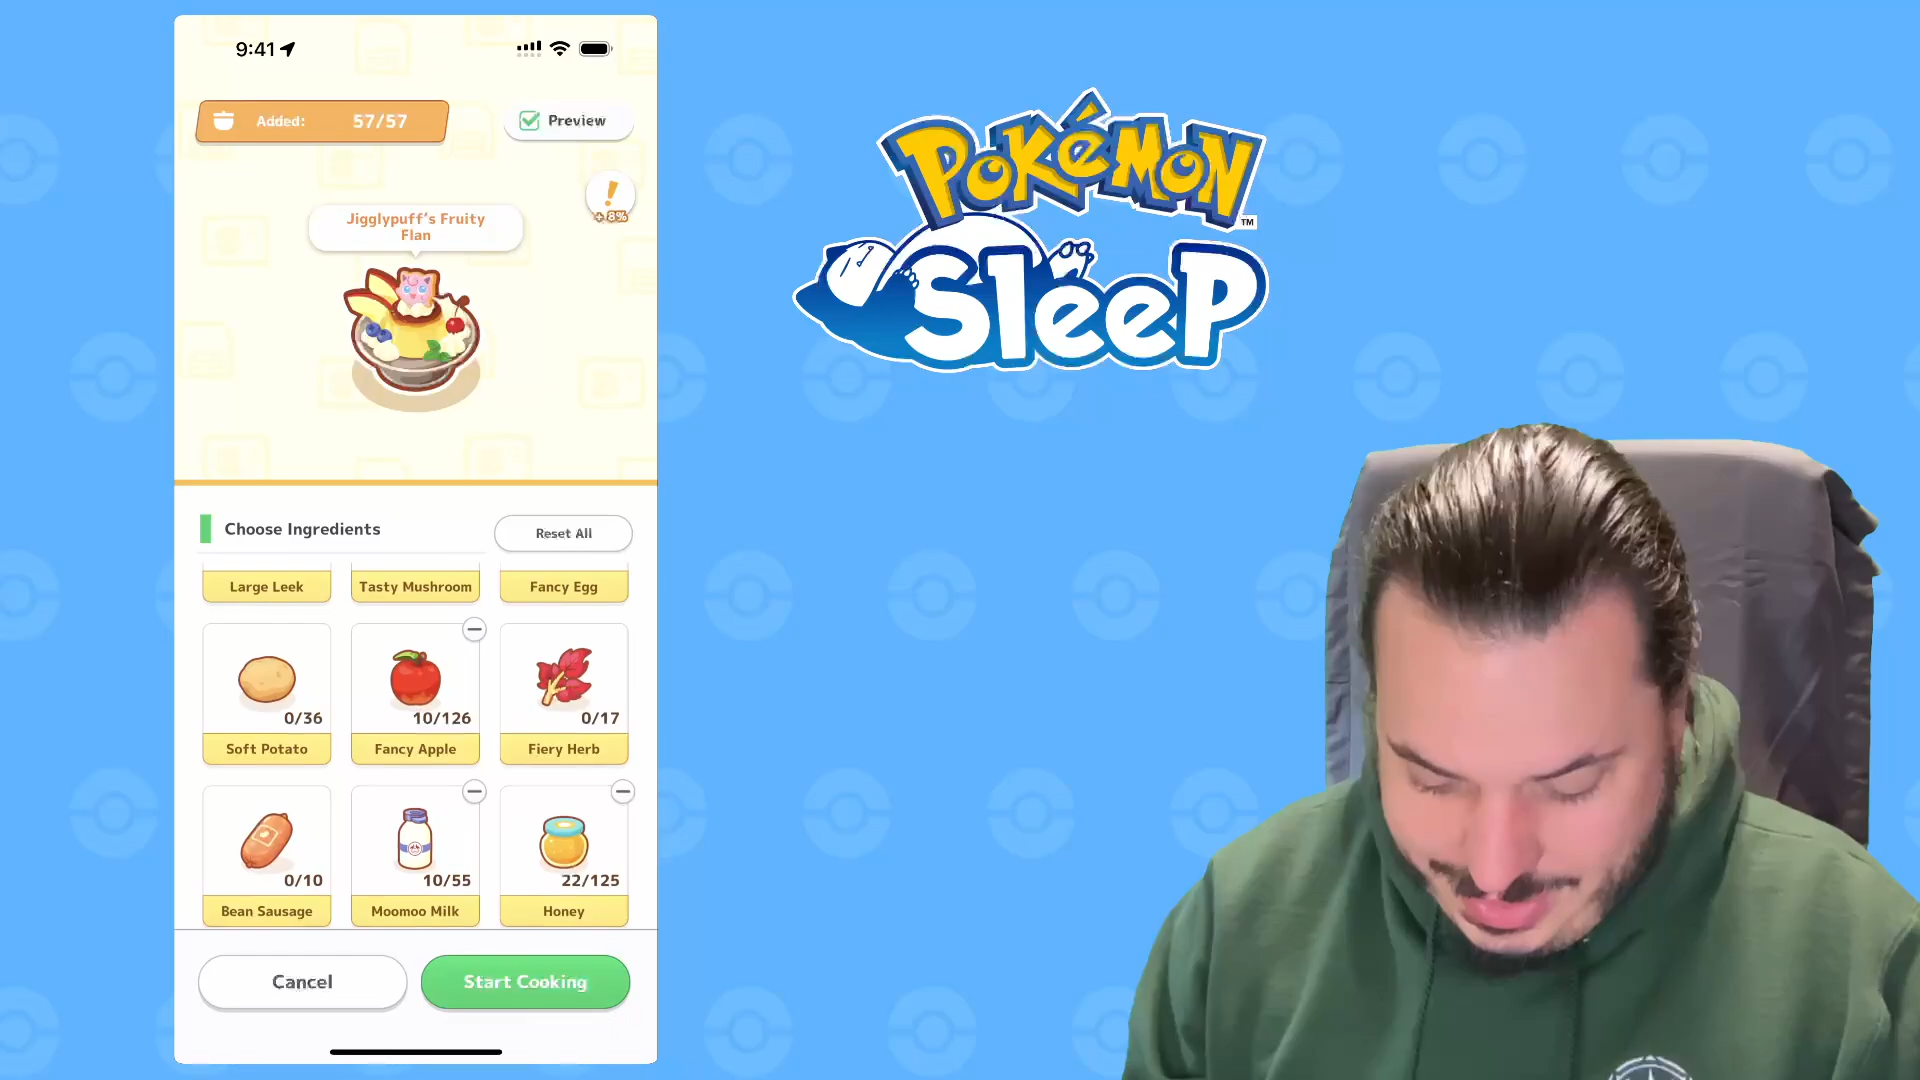 9:41
Added: 57/57
Preview
+8%
Jigglypuff's Fruity
Flan
Choose Ingredients
Reset All
Large Leek
Tasty Mushroom
Fancy Egg
0/36
10/126
0/17
Soft Potato
Fancy Apple
Fiery Herb
0/10
10/55
22/125
Bean Sausage
Moomoo Milk
Honey
Cancel
Start Cooking
POKÉMON
TM
Sleep